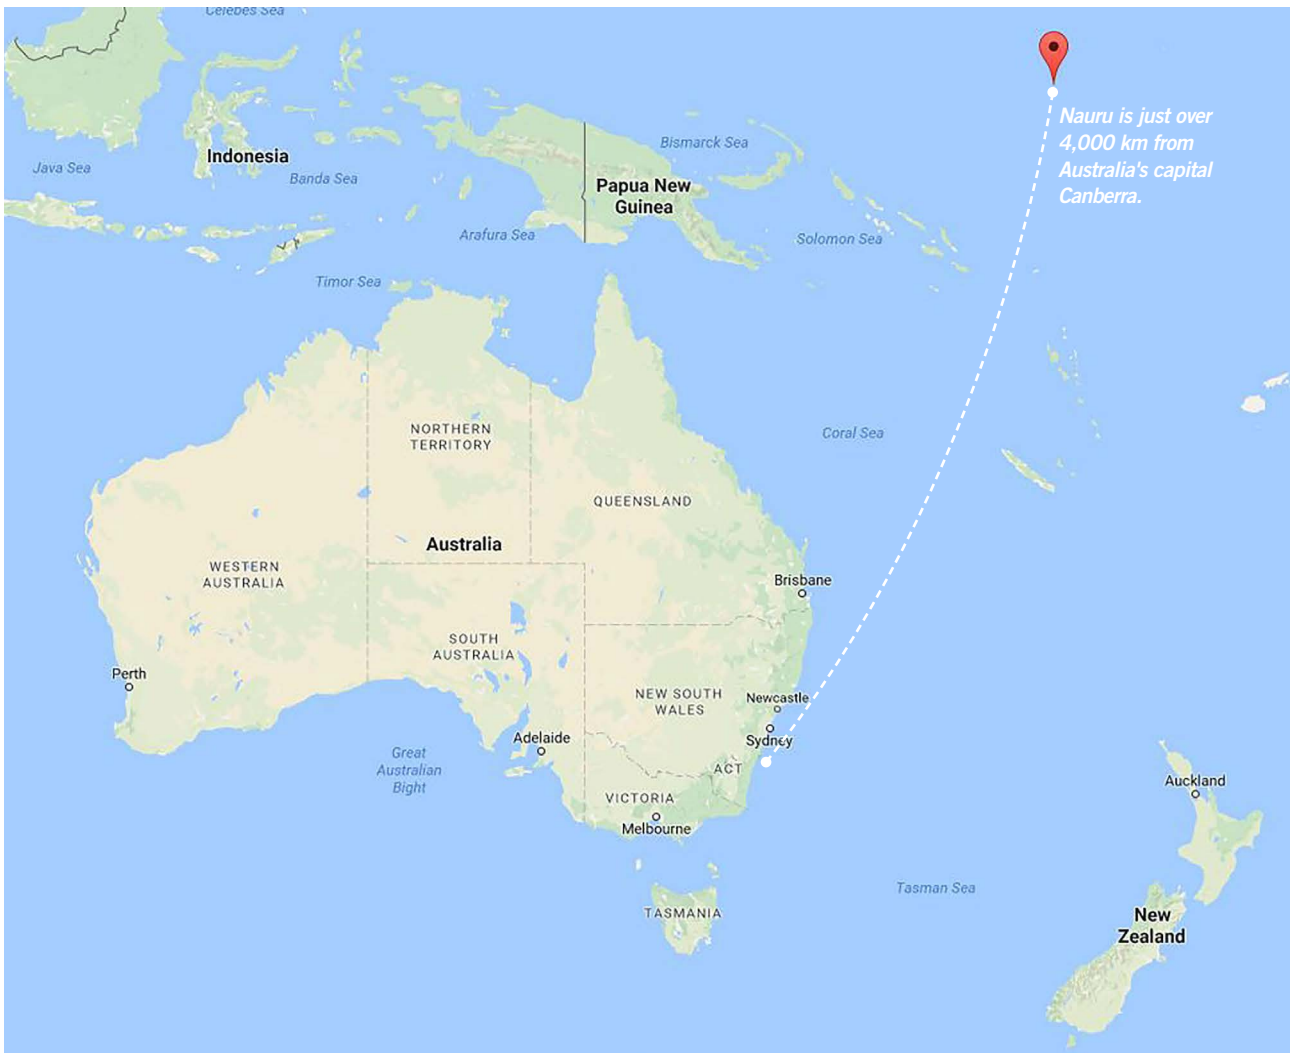 Celebes Sea
Nauru is just over
4,000 km from
Australia's capital
Canberra.
Bismarck Sea
Java Sea
Indonesia
Banda Sea
Papua New
Guinea
Arafura Sea
Solomon Sea
Timor Sea
NORTHERN
TERRITORY
Coral Sea
QUEENSLAND
Australia
WESTERN
AUSTRALIA
Brisbane
SOUTH
AUSTRALIA
Perth
NEW SOUTH
WALES
Newcastle
Adelaide
Sydney
Great
Australian
Bight
ACT
Auckland
VICTORIA
Melbourne
Tasman Sea
TASMANIA
New
Zealand